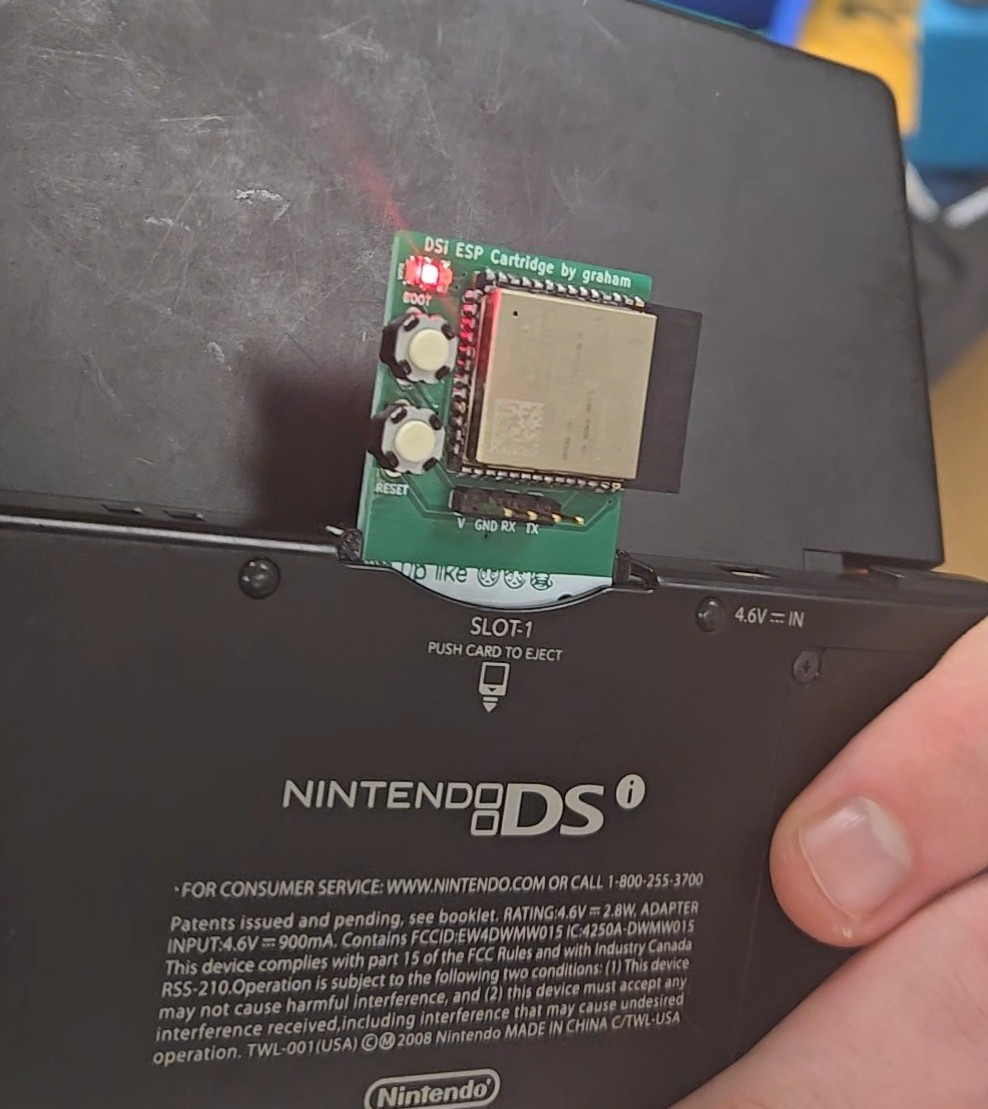 DSi ESP Cartridge by graham
BOOT
RESET
V GND RX TX
like
SLOT-1
PUSH CARD TO EJECT
4.6V⎓IN
NINTENDO DSi
FOR CONSUMER SERVICE: WWW.NINTENDO.COM OR CALL 1-800-255-3700
Patents issued and pending, see booklet. RATING:4.6V⎓2.8W, ADAPTER
INPUT:4.6V⎓900mA. Contains FCCID:EW4DWMW015 IC:4250A-DWMW015
This device complies with part 15 of the FCC Rules and with Industry Canada
RSS-210.Operation is subject to the following two conditions: (1) This device
may not cause harmful interference, and (2) this device must accept any
interference received,including interference that may cause undesired
operation. TWL-001(USA) ©Ⓜ2008 Nintendo MADE IN CHINA C/TWL-USA
Nintendo